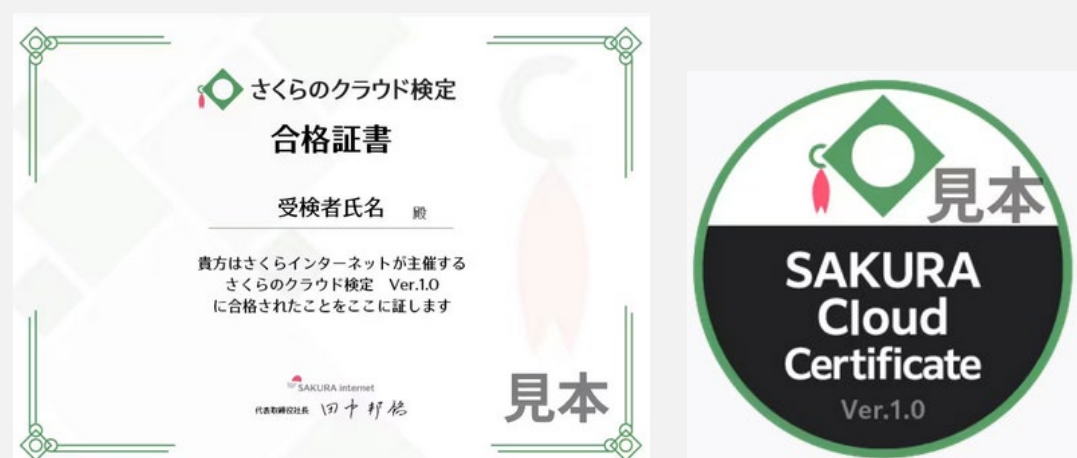 さくらのクラウド検定
合格証書
受検者氏名 殿
貴方はさくらインターネットが主催する
さくらのクラウド検定 Ver.1.0
に合格されたことをここに証します
SAKURA internet
代表取締役社長 田中邦裕
見本
見本
SAKURA
Cloud
Certificate
Ver.1.0